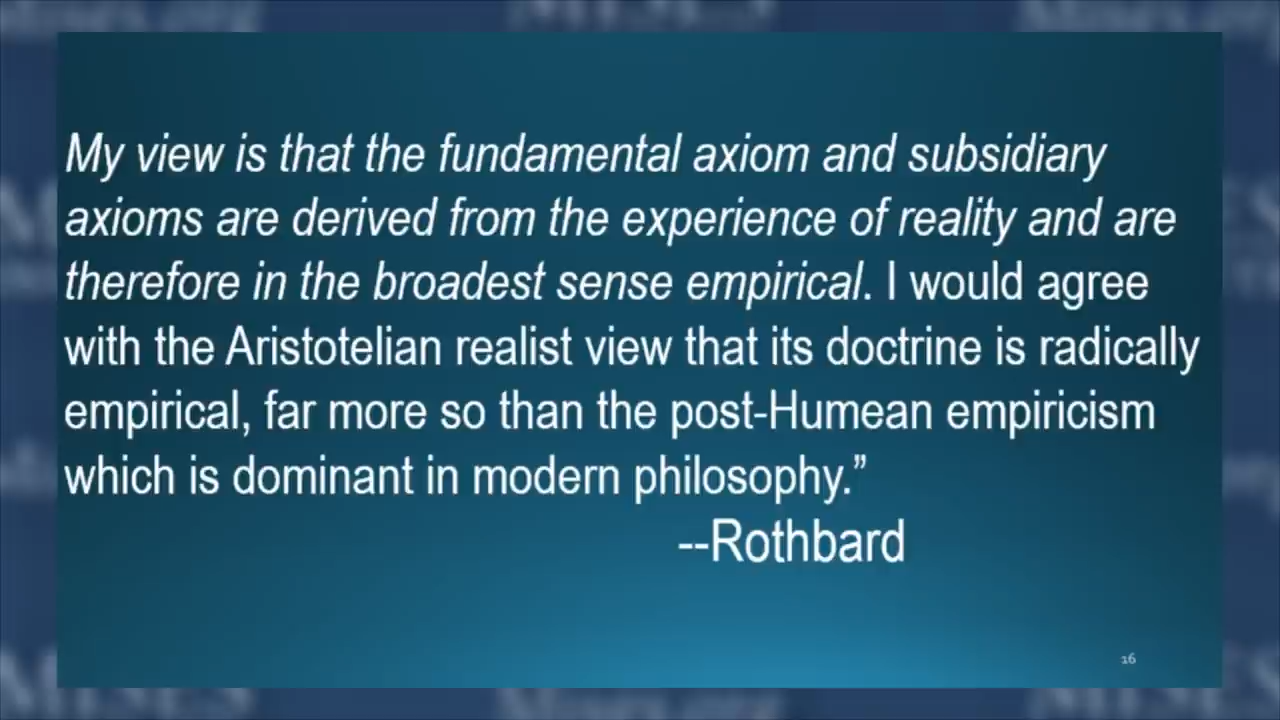 My view is that the fundamental axiom and subsidiary
axioms are derived from the experience of reality and are
therefore in the broadest sense empirical. I would agree
with the Aristotelian realist view that its doctrine is radically
empirical, far more so than the post-Humean empiricism
which is dominant in modern philosophy.”
--Rothbard
16